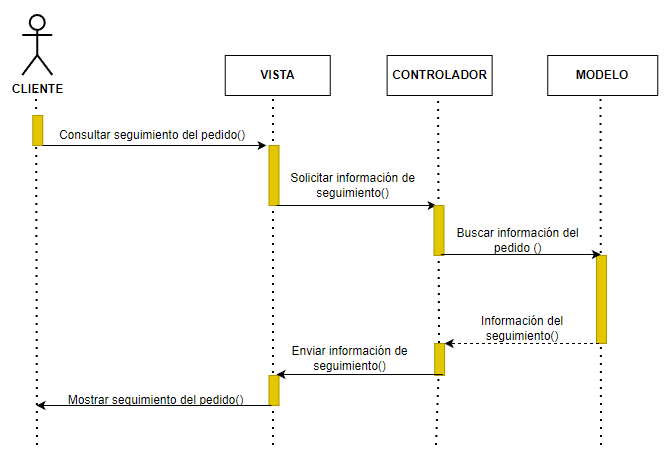 CLIENTE
VISTA
CONTROLADOR
MODELO
Consultar seguimiento del pedido()
Solicitar información de
seguimiento()
Buscar información del
pedido ()
Información del
seguimiento()
Enviar información de
seguimiento()
Mostrar seguimiento del pedido()